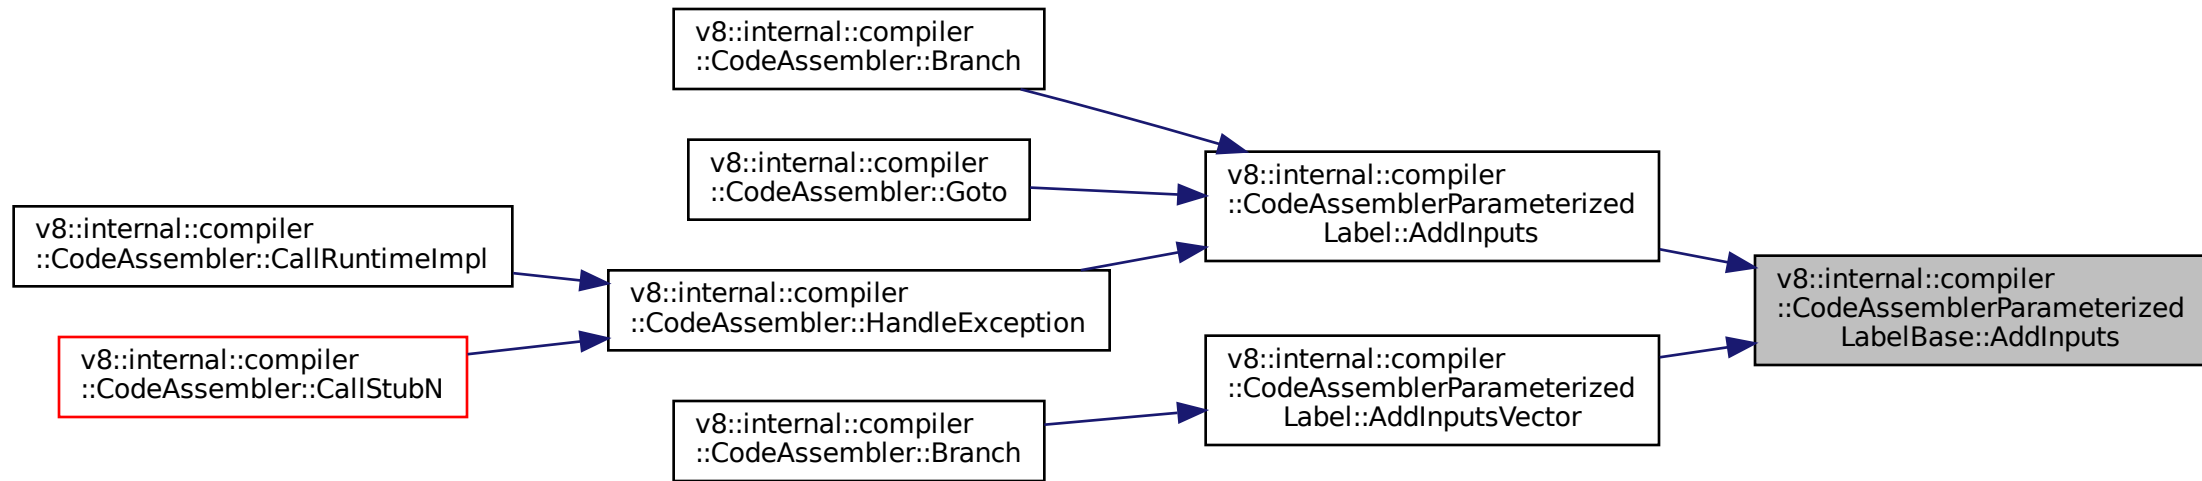 v8::internal::compiler
::CodeAssembler::Branch
v8::internal::compiler
::CodeAssembler::Goto
v8::internal::compiler
::CodeAssemblerParameterized
Label::AddInputs
v8::internal::compiler
::CodeAssembler::CallRuntimeImpl
v8::internal::compiler
::CodeAssembler::HandleException
v8::internal::compiler
::CodeAssemblerParameterized
LabelBase::AddInputs
v8::internal::compiler
::CodeAssembler::CallStubN
v8::internal::compiler
::CodeAssemblerParameterized
Label::AddInputsVector
v8::internal::compiler
::CodeAssembler::Branch